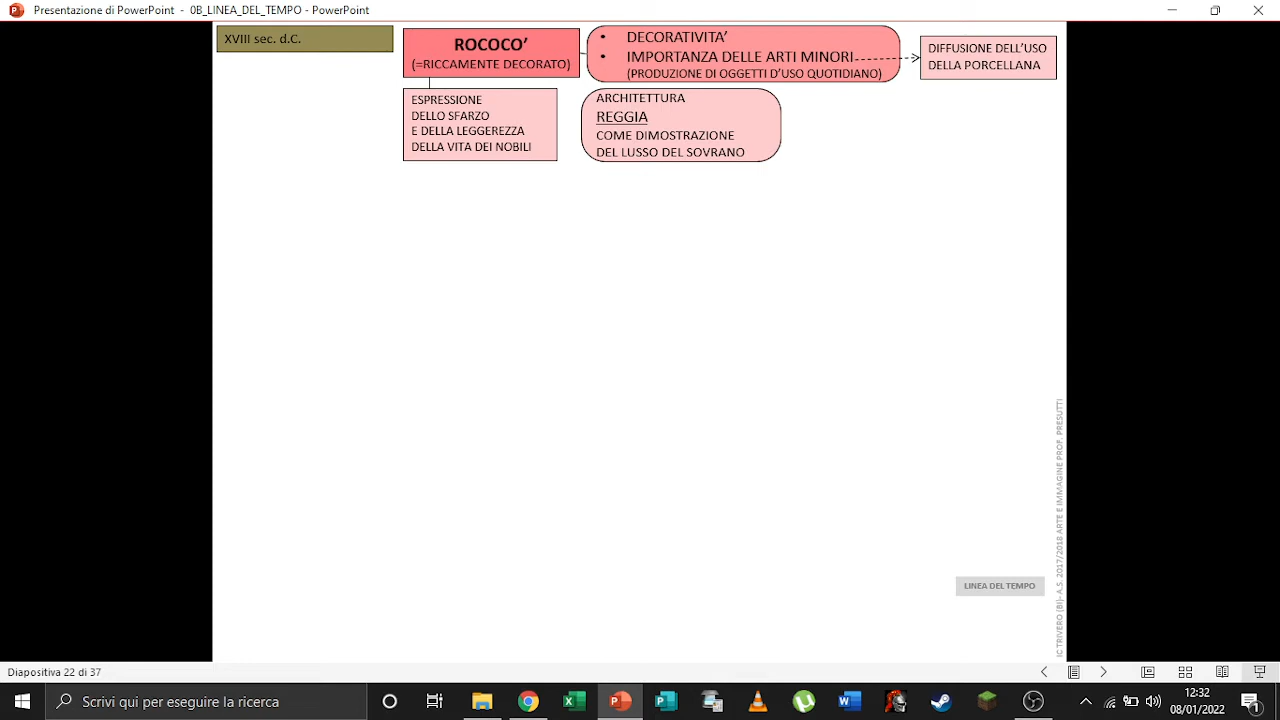 Presentazione di PowerPoint - 0B_LINEA_DEL_TEMPO - PowerPoint
XVIII sec. d.C.
ROCOCO’
(=RICCAMENTE DECORATO)
• DECORATIVITA’
• IMPORTANZA DELLE ARTI MINORI
(PRODUZIONE DI OGGETTI D’USO QUOTIDIANO)
DIFFUSIONE DELL’USO
DELLA PORCELLANA
ESPRESSIONE
DELLO SFARZO
E DELLA LEGGEREZZA
DELLA VITA DEI NOBILI
ARCHITETTURA
REGGIA
COME DIMOSTRAZIONE
DEL LUSSO DEL SOVRANO
IC TRIVERO (BI)- A.S. 2017/2018 ARTE E IMMAGINE PROF. PRESUTTI
LINEA DEL TEMPO
Diapositiva 22 di 37
Scrivi qui per eseguire la ricerca
12:32
08/01/2022
1